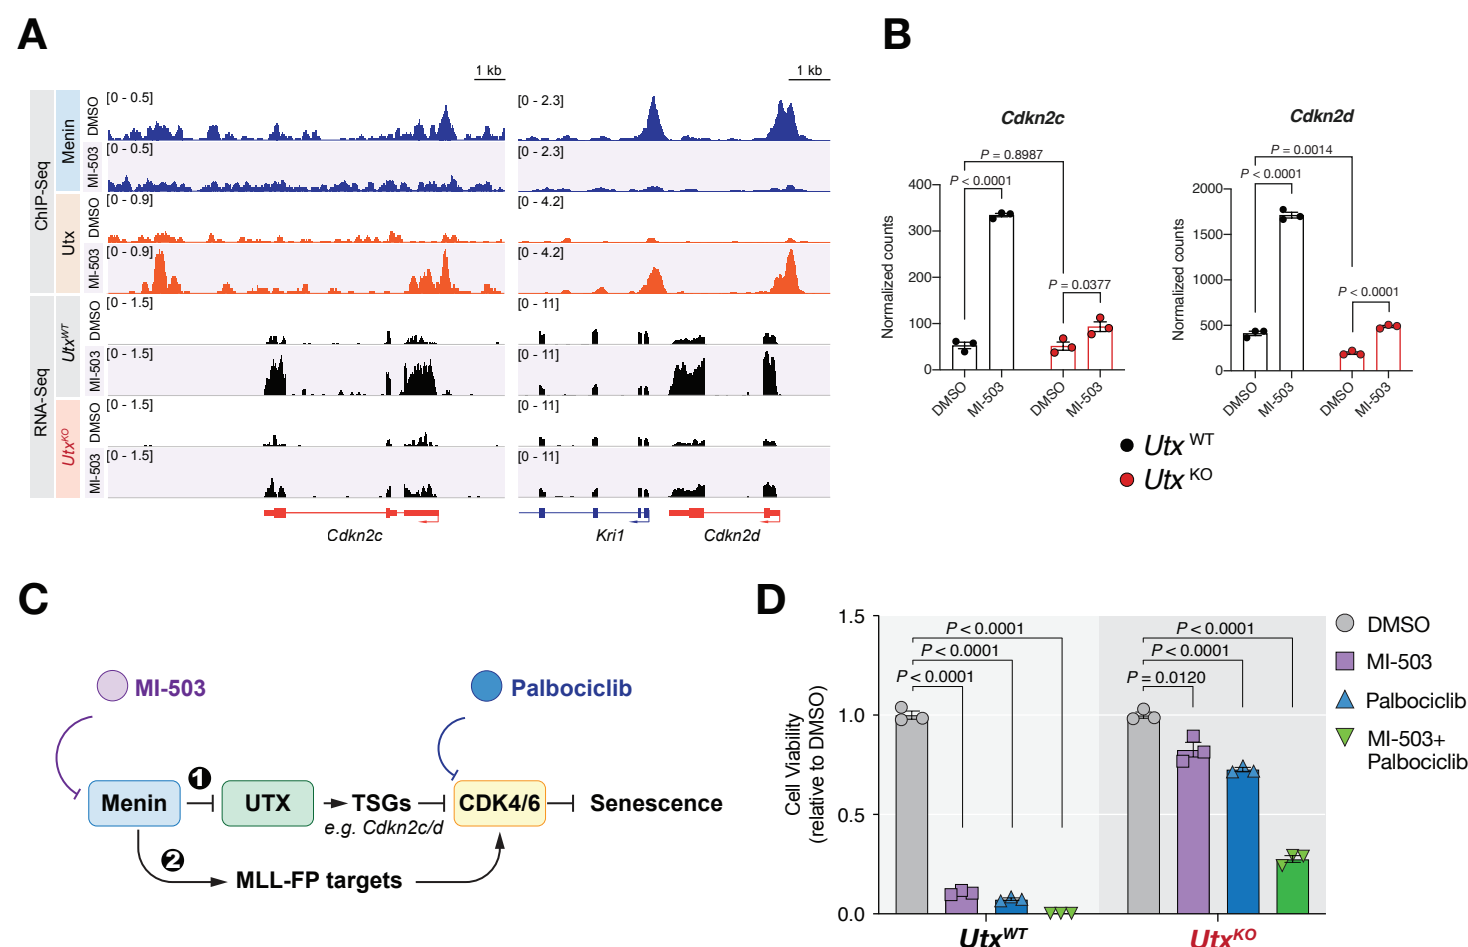 A
1 kb
1 kb
ChIP-Seq
Menin
DMSO
[0 - 0.5]
[0 - 2.3]
MI-503
[0 - 0.5]
[0 - 2.3]
Utx
DMSO
[0 - 0.9]
[0 - 4.2]
MI-503
[0 - 0.9]
[0 - 4.2]
RNA-Seq
Utx^WT
DMSO
[0 - 1.5]
[0 - 11]
MI-503
[0 - 1.5]
[0 - 11]
Utx^KO
DMSO
[0 - 1.5]
[0 - 11]
MI-503
[0 - 1.5]
[0 - 11]
Cdkn2c
Kri1
Cdkn2d
B
Cdkn2c
P = 0.8987
P < 0.0001
P = 0.0377
Normalized counts
400
300
200
100
0
DMSO
MI-503
DMSO
MI-503
Cdkn2d
P = 0.0014
P < 0.0001
P < 0.0001
Normalized counts
2000
1500
1000
500
0
DMSO
MI-503
DMSO
MI-503
Utx WT
Utx KO
C
MI-503
Palbociclib
1
Menin
UTX
TSGs
CDK4/6
Senescence
e.g. Cdkn2c/d
2
MLL-FP targets
D
Cell Viability
(relative to DMSO)
1.5
1.0
0.5
0.0
P < 0.0001
P < 0.0001
P < 0.0001
P < 0.0001
P < 0.0001
P = 0.0120
Utx^WT
Utx^KO
DMSO
MI-503
Palbociclib
MI-503+
Palbociclib